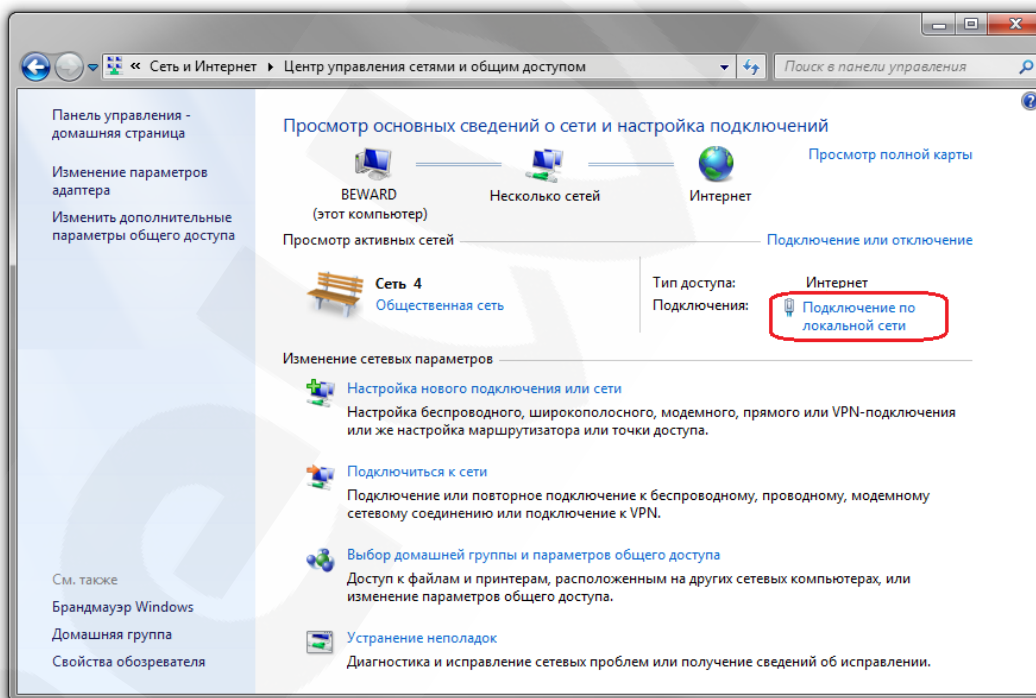 « Сеть и Интернет ▸ Центр управления сетями и общим доступом
Поиск в панели управления
Панель управления -
домашняя страница
Изменение параметров
адаптера
Изменить дополнительные
параметры общего доступа
См. также
Брандмауэр Windows
Домашняя группа
Свойства обозревателя
Просмотр основных сведений о сети и настройка подключений
Просмотр полной карты
BEWARD
(этот компьютер)
Несколько сетей
Интернет
Просмотр активных сетей
Подключение или отключение
Сеть 4
Общественная сеть
Тип доступа: Интернет
Подключения: Подключение по
локальной сети
Изменение сетевых параметров
Настройка нового подключения или сети
Настройка беспроводного, широкополосного, модемного, прямого или VPN-подключения
или же настройка маршрутизатора или точки доступа.
Подключиться к сети
Подключение или повторное подключение к беспроводному, проводному, модемному
сетевому соединению или подключение к VPN.
Выбор домашней группы и параметров общего доступа
Доступ к файлам и принтерам, расположенным на других сетевых компьютерах, или
изменение параметров общего доступа.
Устранение неполадок
Диагностика и исправление сетевых проблем или получение сведений об исправлении.